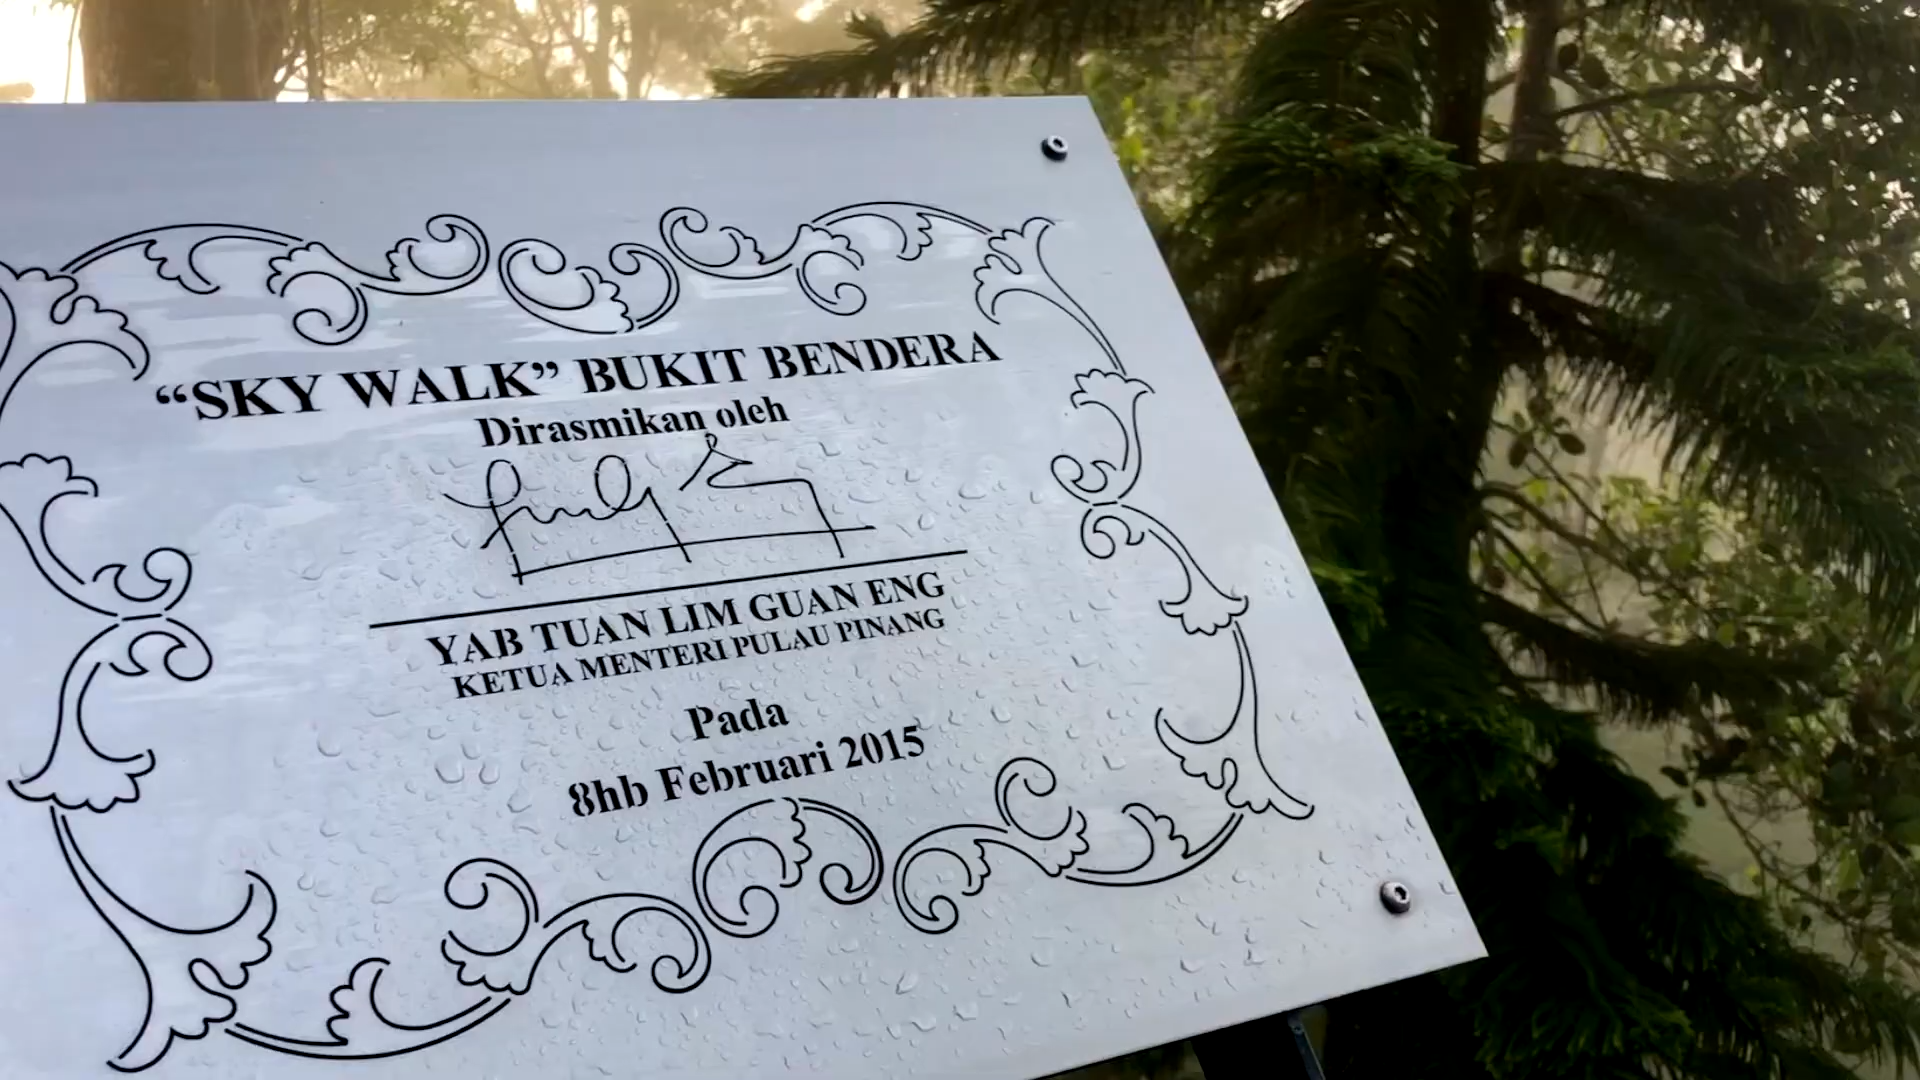 “SKY WALK” BUKIT BENDERA
Dirasmikan oleh
YAB TUAN LIM GUAN ENG
KETUA MENTERI PULAU PINANG
Pada
8hb Februari 2015